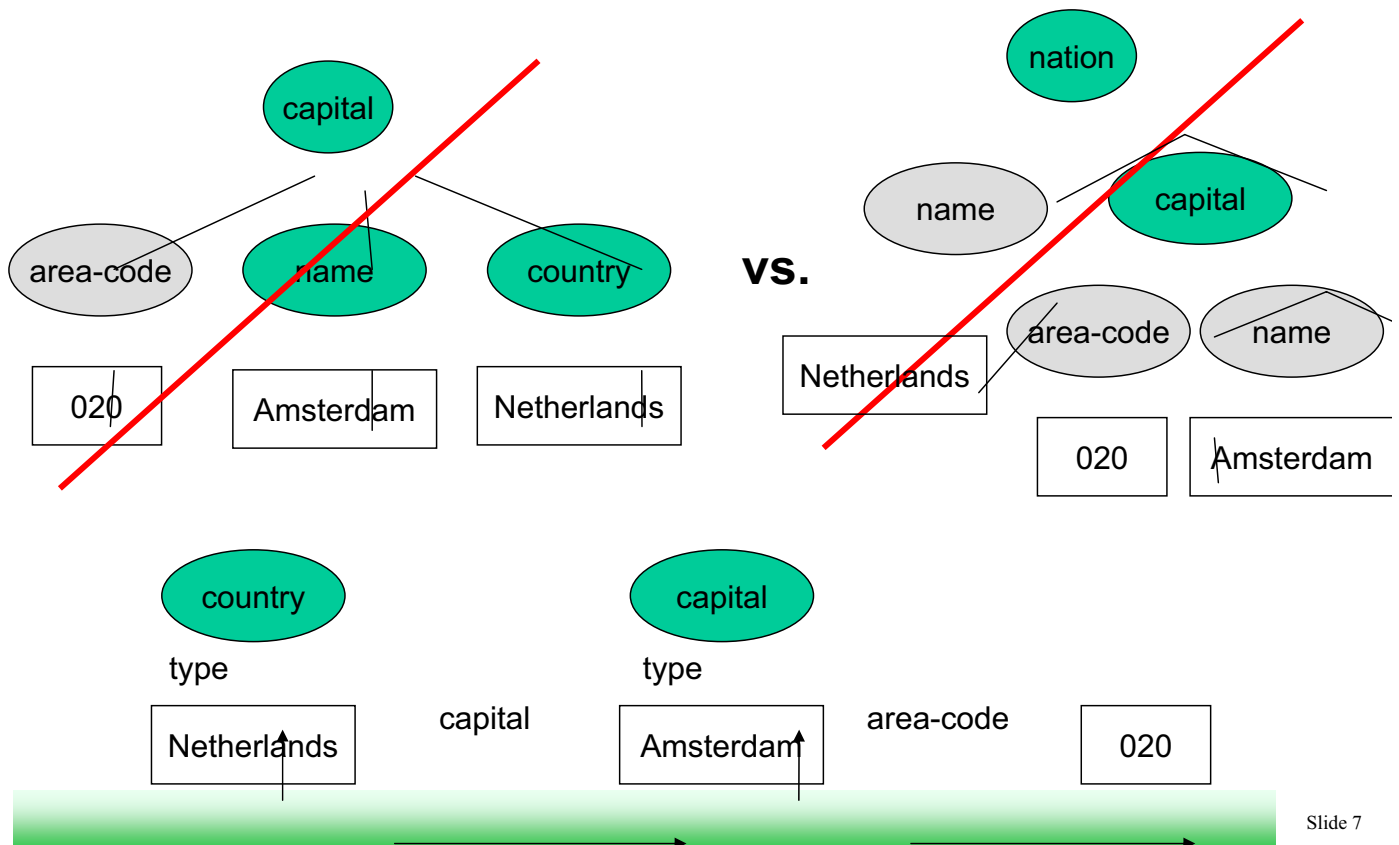 capital
area-code name country
020 Amsterdam Netherlands
vs.
nation
name capital
Netherlands area-code name
020 Amsterdam
country capital
type type
Netherlands capital Amsterdam area-code 020
Slide 7